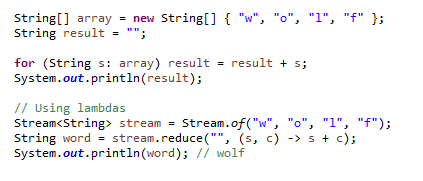 String[] array = new String[] { "w", "o", "l", "f" };
String result = "";
for (String s: array) result = result + s;
System.out.println(result);
// Using lambdas
Stream<String> stream = Stream.of("w", "o", "l", "f");
String word = stream.reduce("", (s, c) -> s + c);
System.out.println(word); // wolf